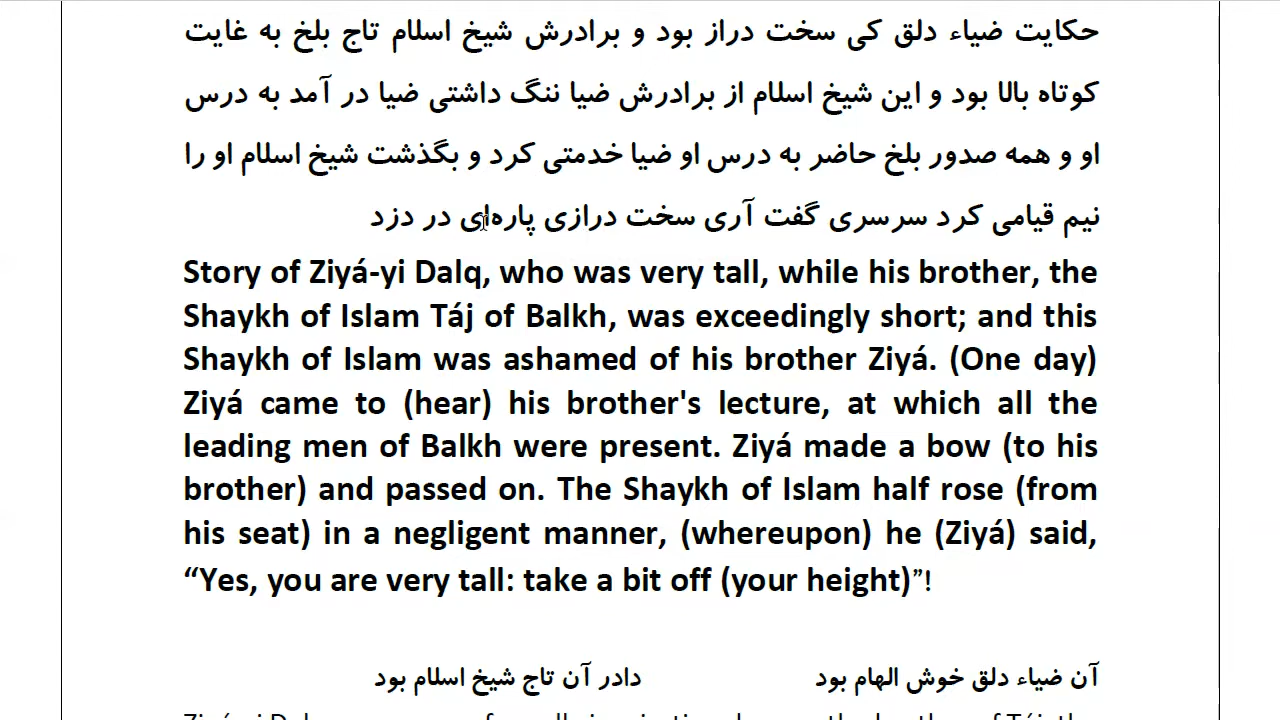 حکایت ضیاء دلق کی سخت دراز بود و برادرش شیخ اسلام تاج بلخ به غایت
کوتاه بالا بود و این شیخ اسلام از برادرش ضیا ننگ داشتی ضیا در آمد به درس
او و همه صدور بلخ حاضر به درس او ضیا خدمتی کرد و بگذشت شیخ اسلام او را
نیم قیامی کرد سرسری گفت آری سخت درازی پاره‌ای در دزد
Story of Ziyá-yi Dalq, who was very tall, while his brother, the
Shaykh of Islam Táj of Balkh, was exceedingly short; and this
Shaykh of Islam was ashamed of his brother Ziyá. (One day)
Ziyá came to (hear) his brother's lecture, at which all the
leading men of Balkh were present. Ziyá made a bow (to his
brother) and passed on. The Shaykh of Islam half rose (from
his seat) in a negligent manner, (whereupon) he (Ziyá) said,
“Yes, you are very tall: take a bit off (your height)”!
آن ضیاء دلق خوش الهام بود دادر آن تاج شیخ اسلام بود